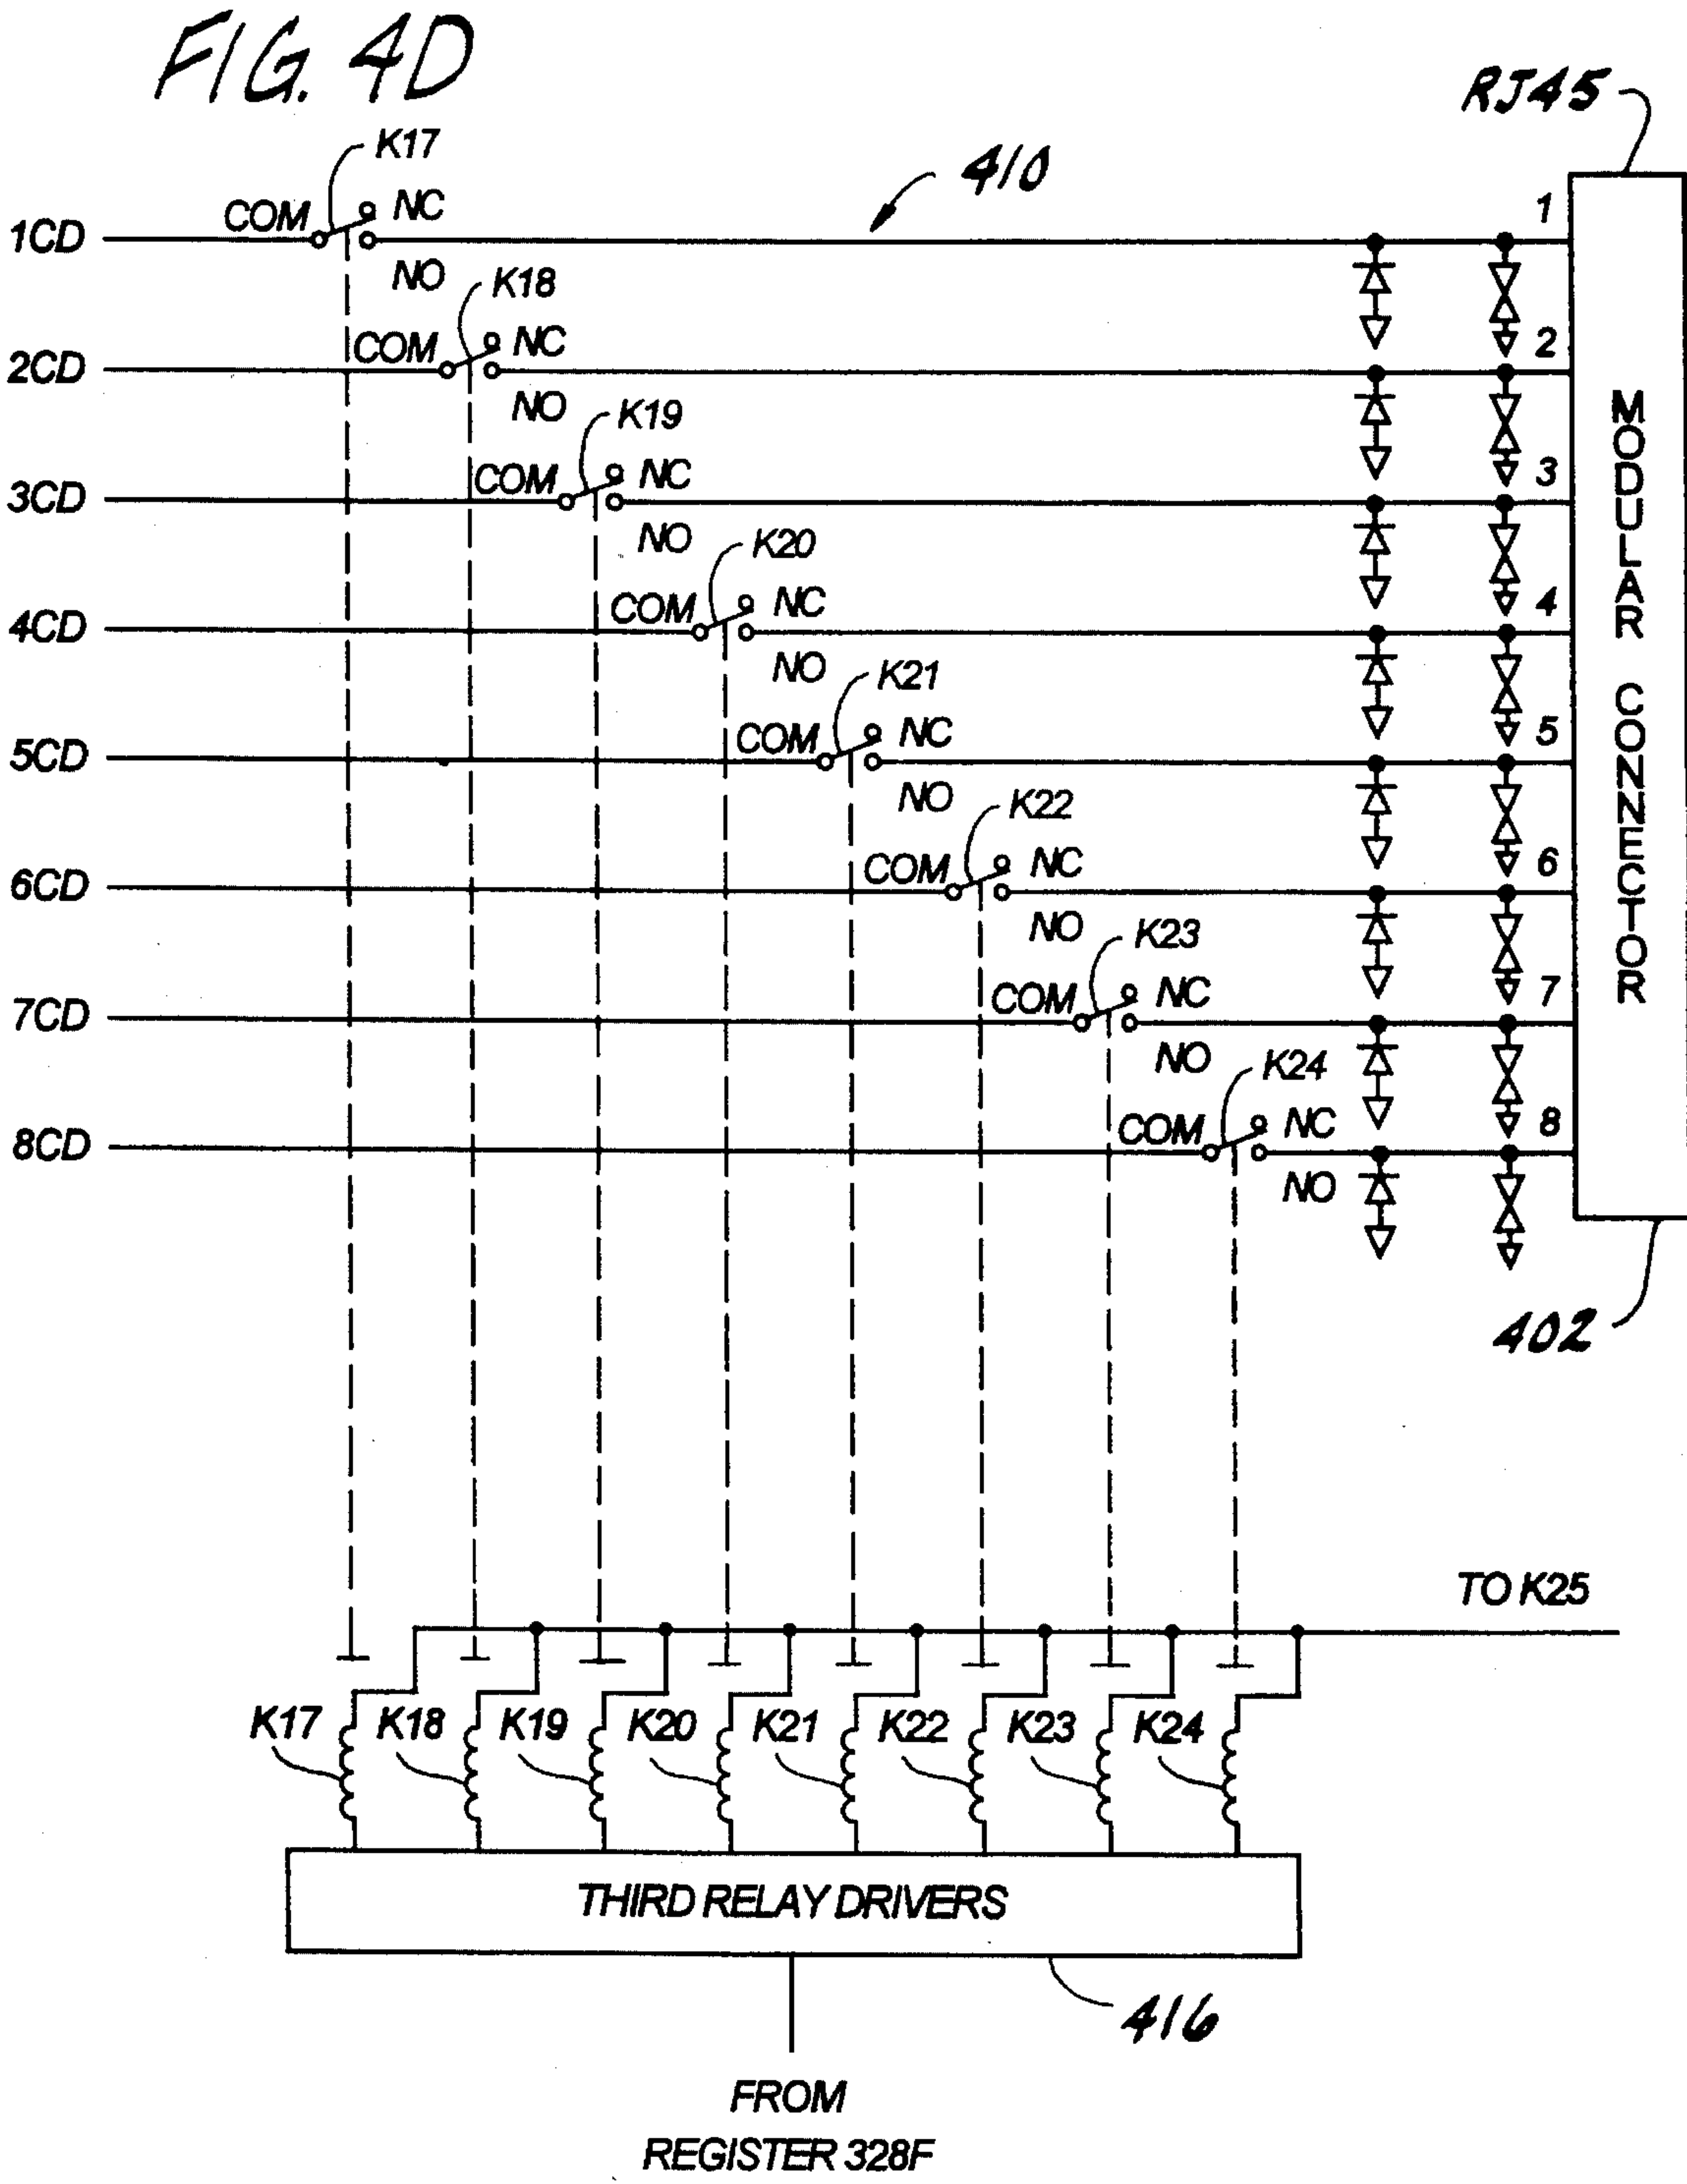 FIG. 4D
RJ45
K17
410
COM
NC
1CD
1
NO
K18
COM
NC
2CD
2
NO
K19
COM
NC
3CD
3
NO
K20
COM
NC
4CD
4
NO
K21
COM
NC
5CD
5
NO
K22
COM
NC
6CD
6
NO
K23
COM
NC
7CD
7
NO
K24
COM
NC
8CD
8
NO
MODULAR CONNECTOR
402
TO K25
K17 K18 K19 K20 K21 K22 K23 K24
THIRD RELAY DRIVERS
416
FROM
REGISTER 328F